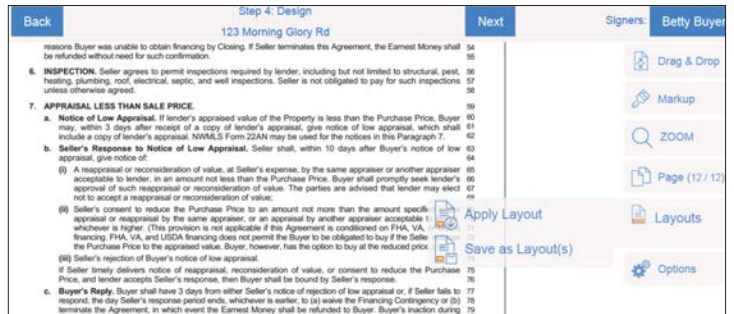 Back
Step 4: Design
123 Morning Glory Rd
Next
Signers:
Betty Buyer
reasons Buyer was unable to obtain financing by Closing. If Seller terminates this Agreement, the Earnest Money shall 54
be refunded without need for such confirmation. 55
6. INSPECTION. Seller agrees to permit inspections required by lender, including but not limited to structural, pest, 56
heating, plumbing, roof, electrical, septic, and well inspections. Seller is not obligated to pay for such inspections 57
unless otherwise agreed. 58
7. APPRAISAL LESS THAN SALE PRICE. 59
a. Notice of Low Appraisal. If lender's appraised value of the Property is less than the Purchase Price, Buyer 60
may, within 3 days after receipt of a copy of lender's appraisal, give notice of low appraisal, which shall 61
include a copy of lender's appraisal. NWMLS Form 22AN may be used for the notices in this Paragraph 7. 62
b. Seller's Response to Notice of Low Appraisal. Seller shall, within 10 days after Buyer's notice of low 63
appraisal, give notice of: 64
(i) A reappraisal or reconsideration of value, at Seller's expense, by the same appraiser or another appraiser 65
acceptable to lender, in an amount not less than the Purchase Price. Buyer shall promptly seek lender's 66
approval of such reappraisal or reconsideration of value. The parties are advised that lender may elect 67
not to accept a reappraisal or reconsideration of value; 68
(ii) Seller's consent to reduce the Purchase Price to an amount not more than the amount specifi
appraisal or reappraisal by the same appraiser, or an appraisal by another appraiser acceptable t
whichever is higher. (This provision is not applicable if this Agreement is conditioned on FHA, VA,
financing. FHA, VA, and USDA financing does not permit the Buyer to be obligated to buy if the Selle
the Purchase Price to the appraised value. Buyer, however, has the option to buy at the reduced price
(iii) Seller's rejection of Buyer's notice of low appraisal.
If Seller timely delivers notice of reappraisal, reconsideration of value, or consent to reduce the Purchase 75
Price, and lender accepts Seller's response, then Buyer shall be bound by Seller's response. 76
c. Buyer's Reply. Buyer shall have 3 days from either Seller's notice of rejection of low appraisal or, if Seller fails to 77
respond, the day Seller's response period ends, whichever is earlier, to (a) waive the Financing Contingency or (b) 78
terminate the Agreement, in which event the Earnest Money shall be refunded to Buyer. Buyer's inaction during 79
Apply Layout
Save as Layout(s)
Drag & Drop
Markup
ZOOM
Page (12 / 12)
Layouts
Options